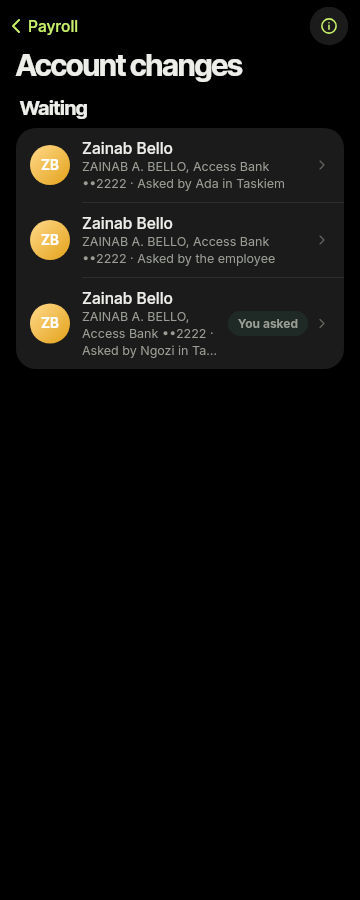 Payroll
Account changes
Waiting
ZB
Zainab Bello
ZAINAB A. BELLO, Access Bank
••2222 · Asked by Ada in Taskiem
ZB
Zainab Bello
ZAINAB A. BELLO, Access Bank
••2222 · Asked by the employee
ZB
Zainab Bello
ZAINAB A. BELLO,
Access Bank ••2222 ·
Asked by Ngozi in Ta...
You asked